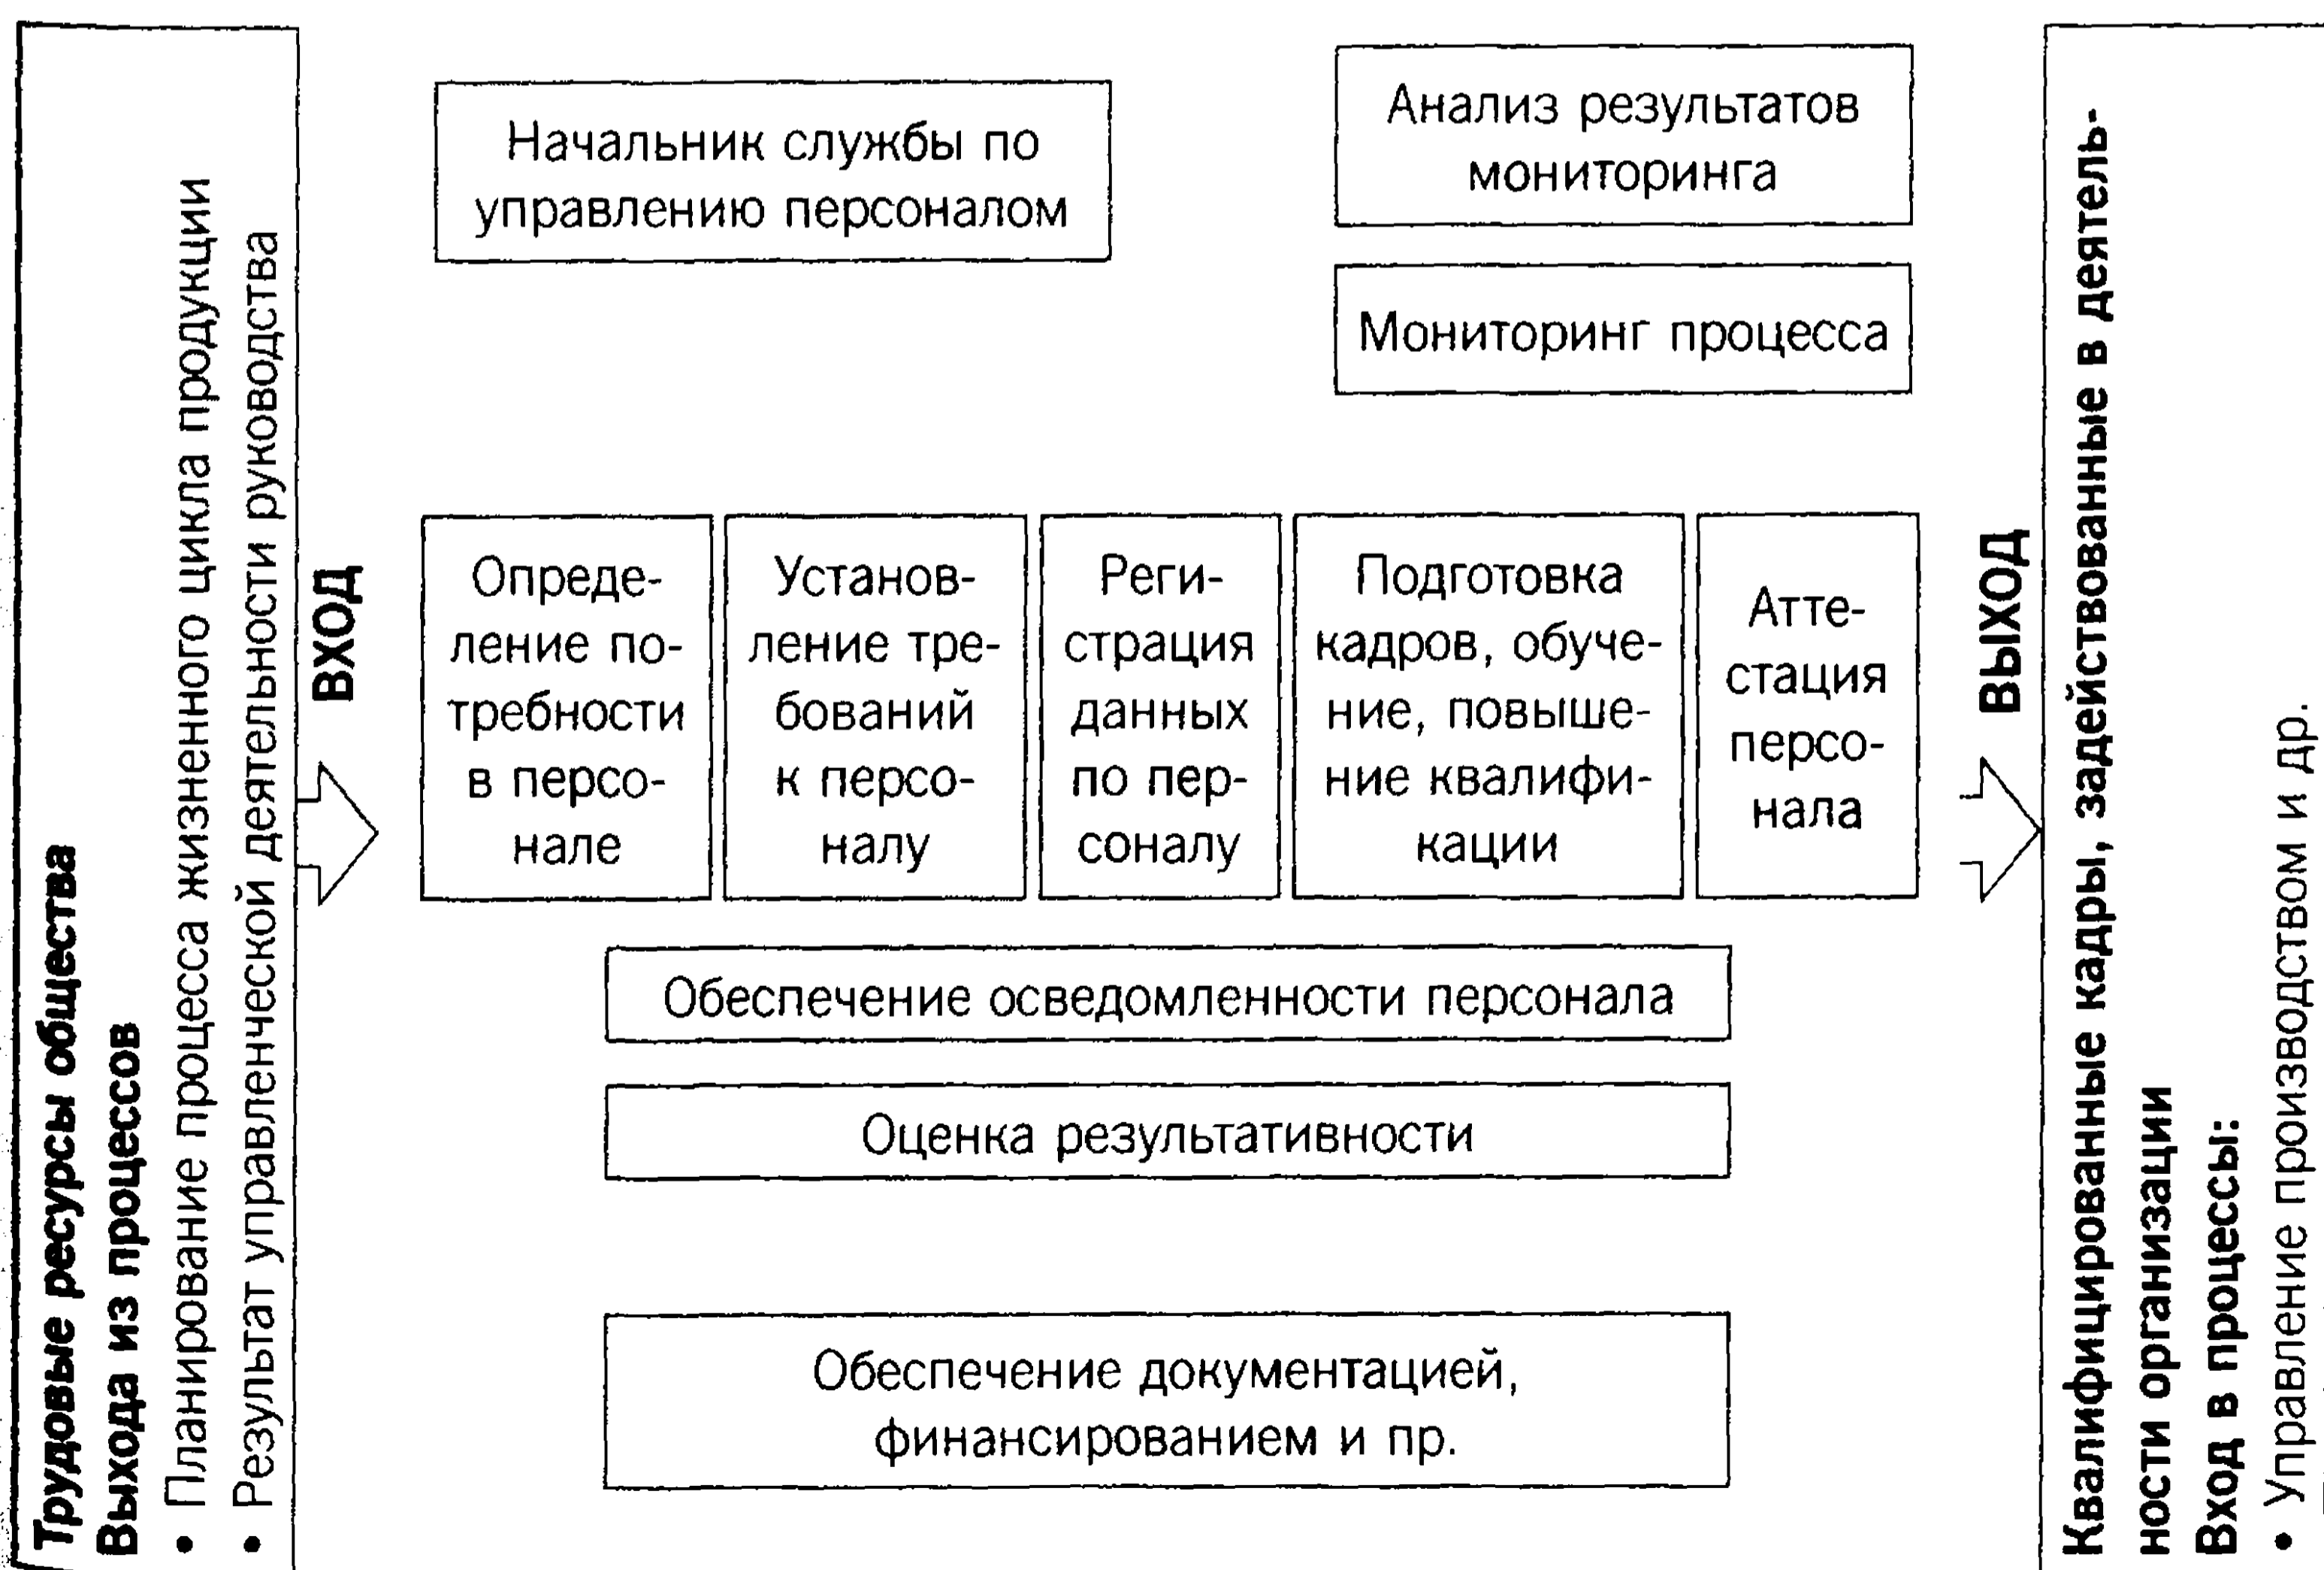 Трудовые ресурсы общества
Выхода из процессов
• Планирование процесса жизненного цикла продукции
• Результат управленческой деятельности руководства
ВХОД
Начальник службы по
управлению персоналом
Анализ результатов
мониторинга
Мониторинг процесса
Опреде-
ление по-
требности
в персо-
нале
Установ-
ление тре-
бований
к персо-
налу
Реги-
страция
данных
по пер-
соналу
Подготовка
кадров, обуче-
ние, повыше-
ние квалифи-
кации
Атте-
стация
персо-
нала
Обеспечение осведомленности персонала
Оценка результативности
Обеспечение документацией,
финансированием и пр.
ВЫХОД
Квалифицированные кадры, задействованные в деятель-
ности организации
Вход в процессы:
• Управление производством и др.